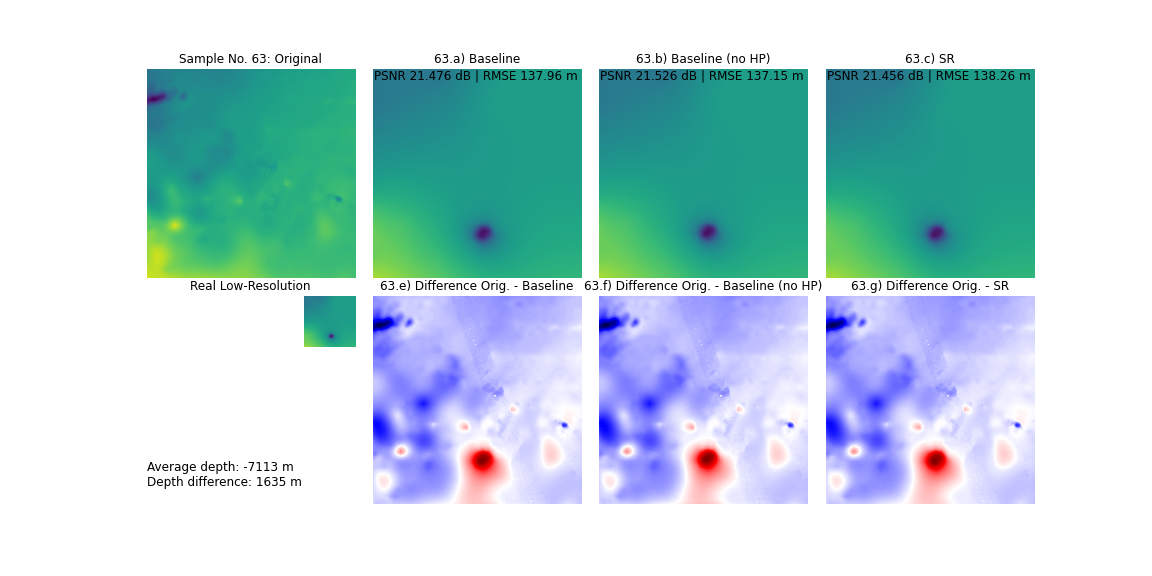 Sample No. 63: Original
63.a) Baseline
63.b) Baseline (no HP)
63.c) SR
PSNR 21.476 dB | RMSE 137.96 m
PSNR 21.526 dB | RMSE 137.15 m
PSNR 21.456 dB | RMSE 138.26 m
Real Low-Resolution
63.e) Difference Orig. - Baseline
63.f) Difference Orig. - Baseline (no HP)
63.g) Difference Orig. - SR
Average depth: -7113 m
Depth difference: 1635 m